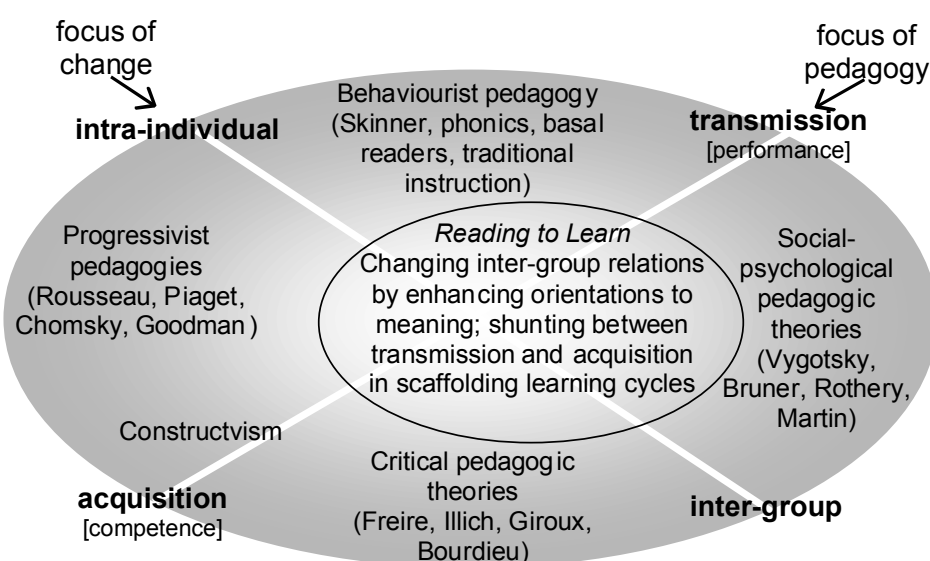 focus of
change
focus of
pedagogy
intra-individual
Behaviourist pedagogy
(Skinner, phonics, basal
readers, traditional
instruction)
transmission
[performance]
Progressivist
pedagogies
(Rousseau, Piaget,
Chomsky, Goodman)
Reading to Learn
Changing inter-group relations
by enhancing orientations to
meaning; shunting between
transmission and acquisition
in scaffolding learning cycles
Social-
psychological
pedagogic
theories
(Vygotsky,
Bruner, Rothery,
Martin)
Constructvism
acquisition
[competence]
Critical pedagogic
theories
(Freire, Illich, Giroux,
Bourdieu)
inter-group